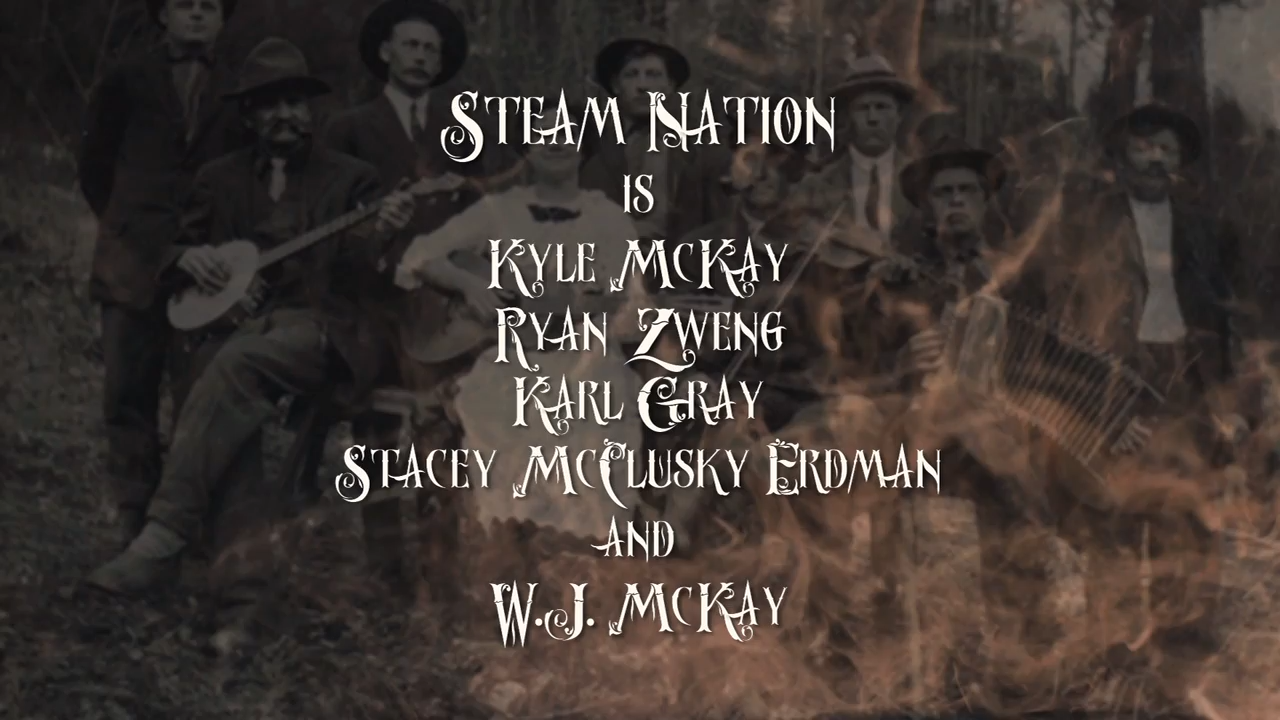 Steam Nation
is
Kyle McKay
Ryan Zweng
Karl Gray
Stacey McClusky Erdman
and
W.J. McKay